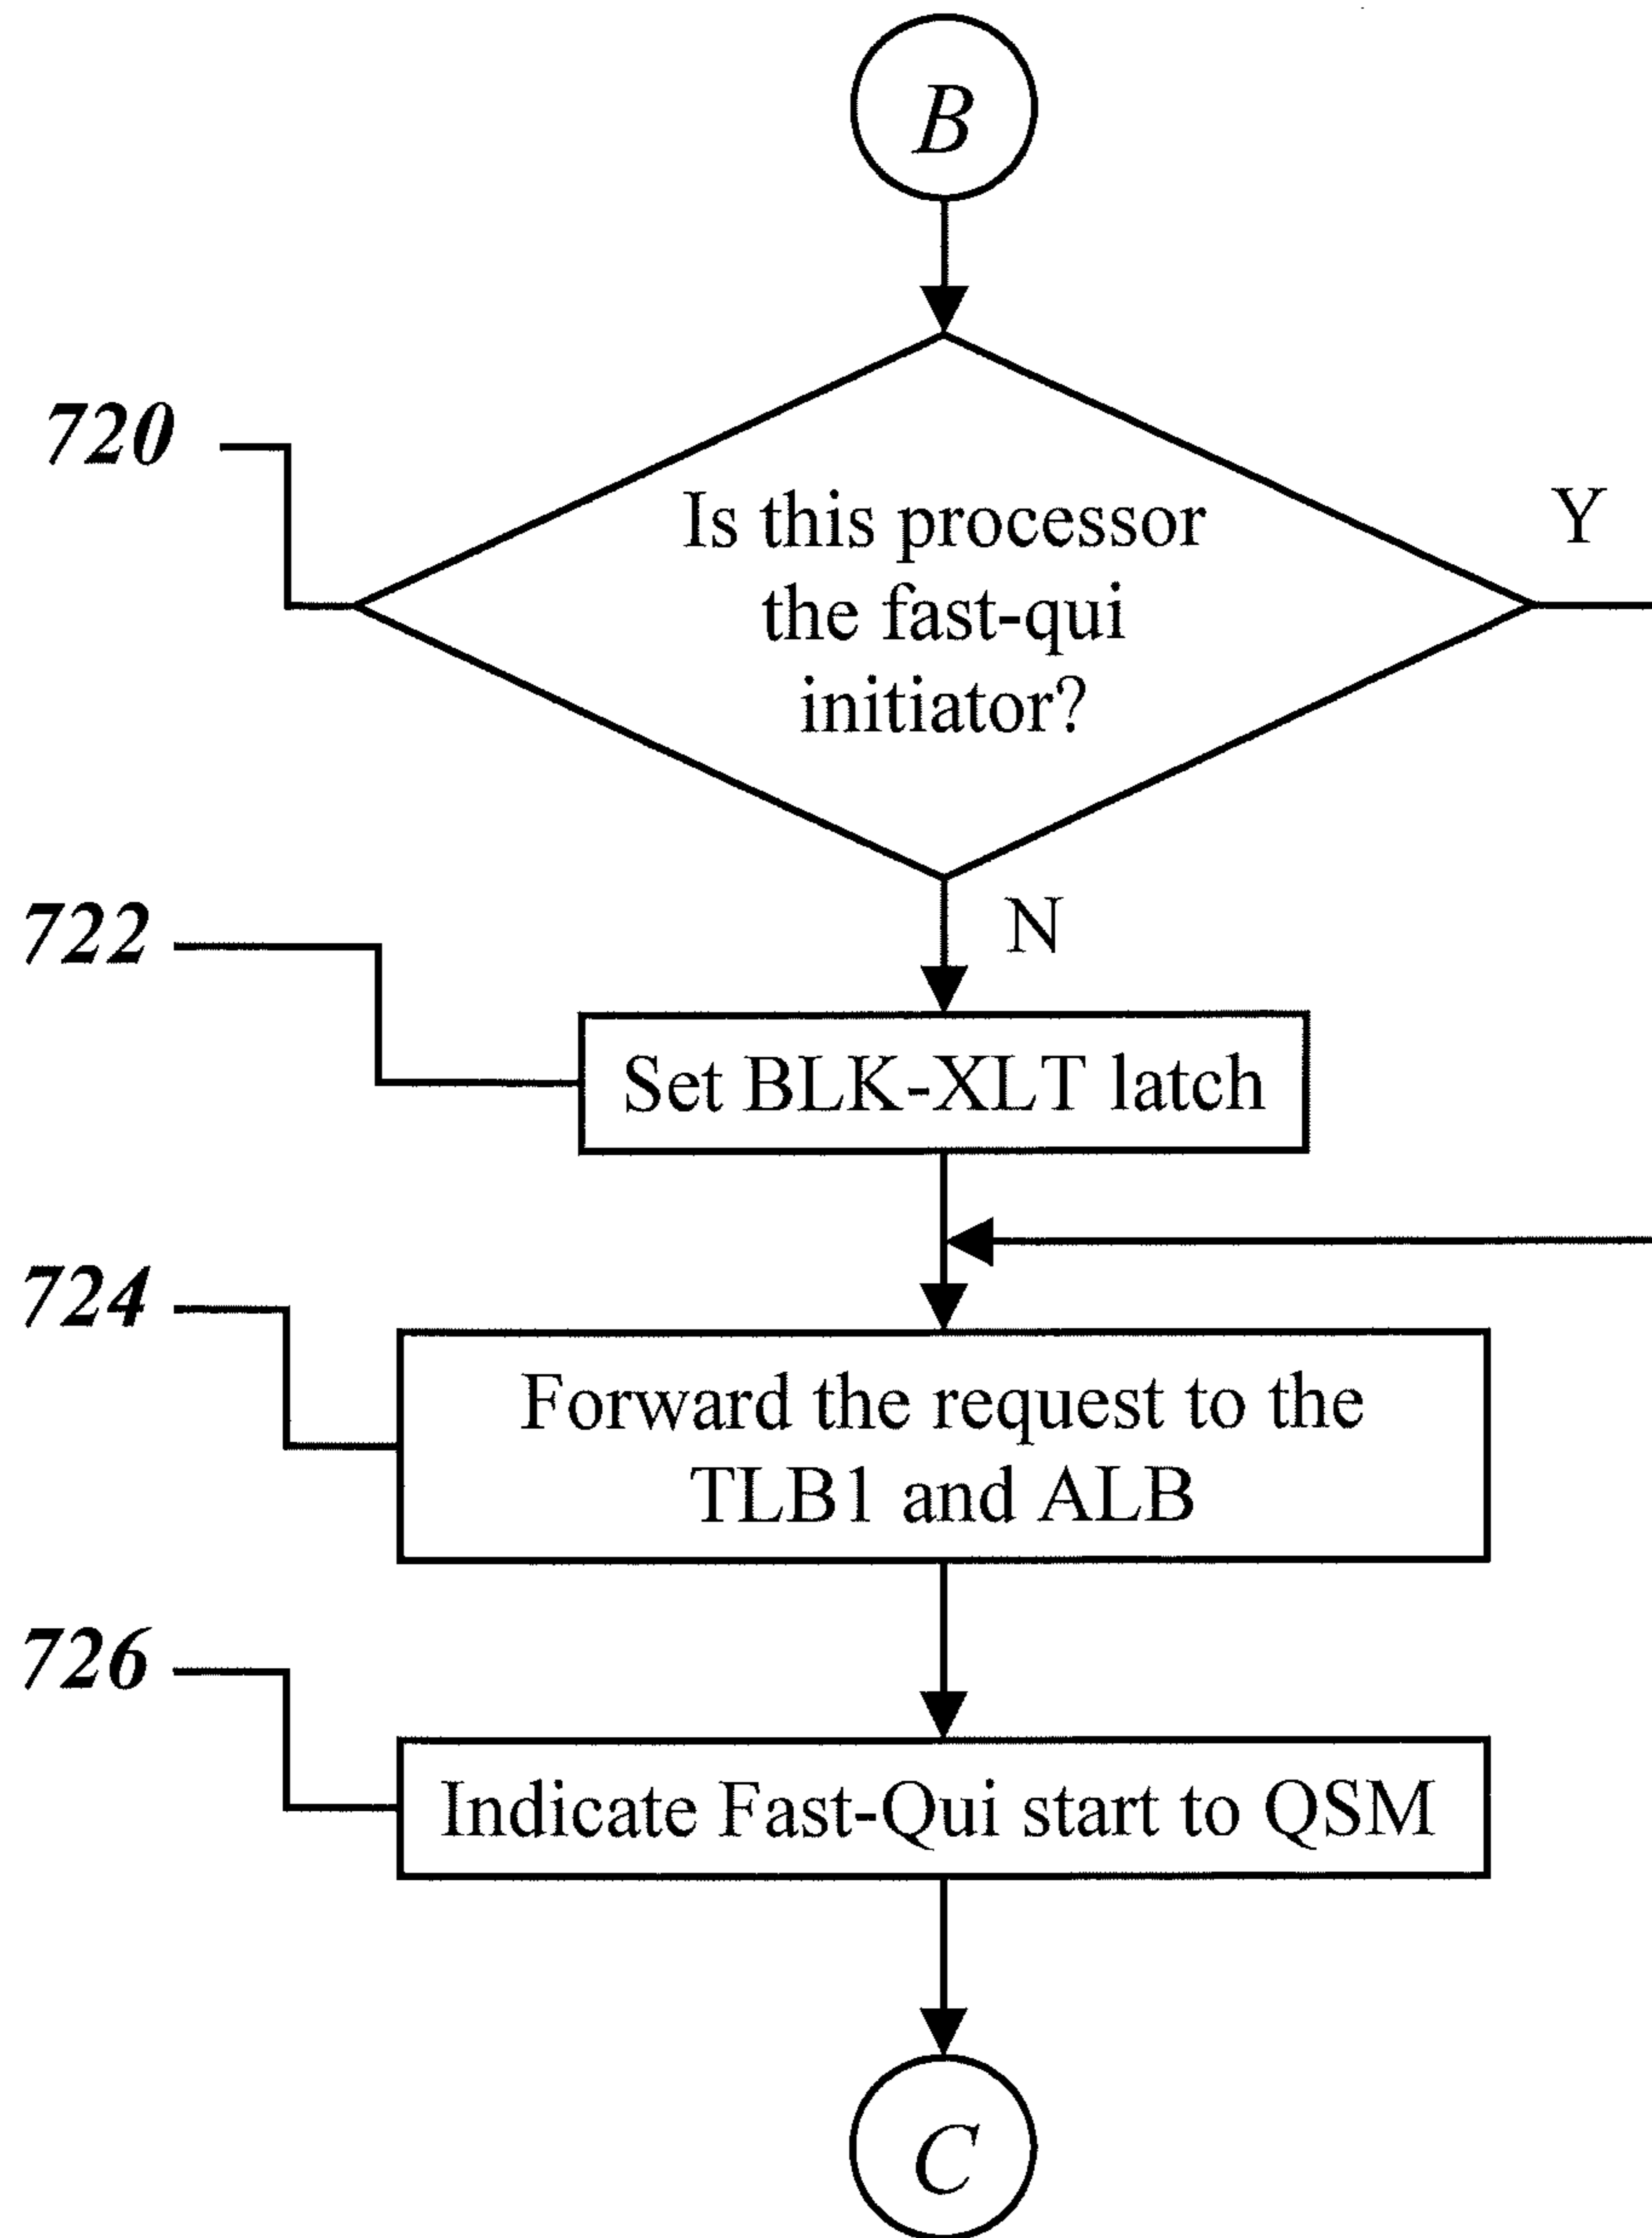 B
720
Is this processor
the fast-qui
initiator?
Y
N
722
Set BLK-XLT latch
724
Forward the request to the
TLB1 and ALB
726
Indicate Fast-Qui start to QSM
C